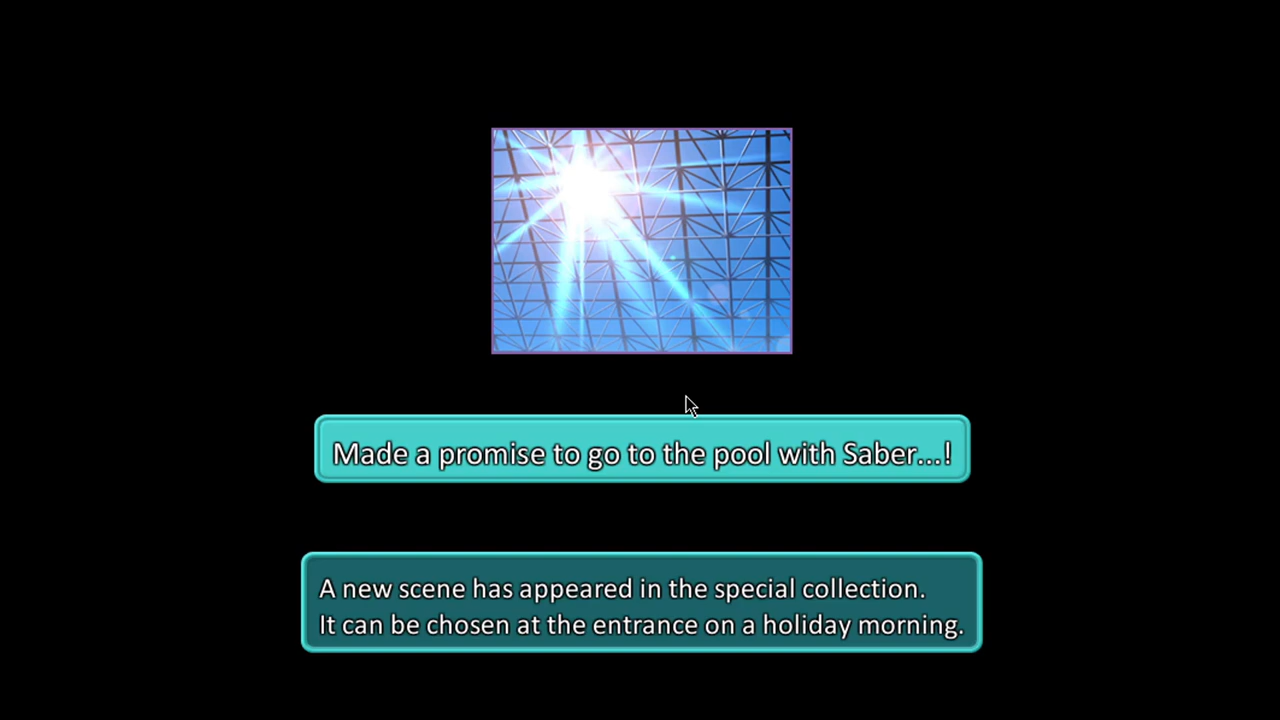 Made a promise to go to the pool with Saber...!
A new scene has appeared in the special collection.
It can be chosen at the entrance on a holiday morning.